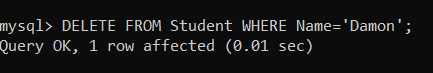 mysql> DELETE FROM Student WHERE Name='Damon';
Query OK, 1 row affected (0.01 sec)